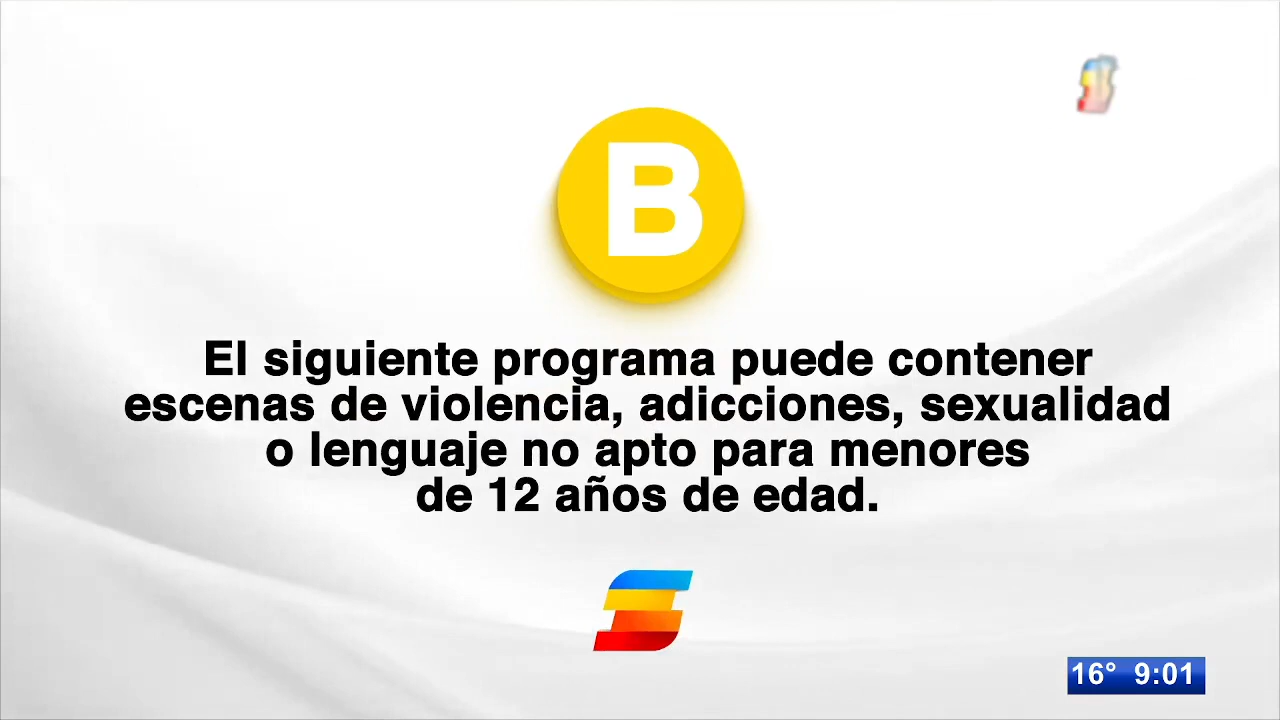 B
El siguiente programa puede contener
escenas de violencia, adicciones, sexualidad
o lenguaje no apto para menores
de 12 años de edad.
16° 9:01